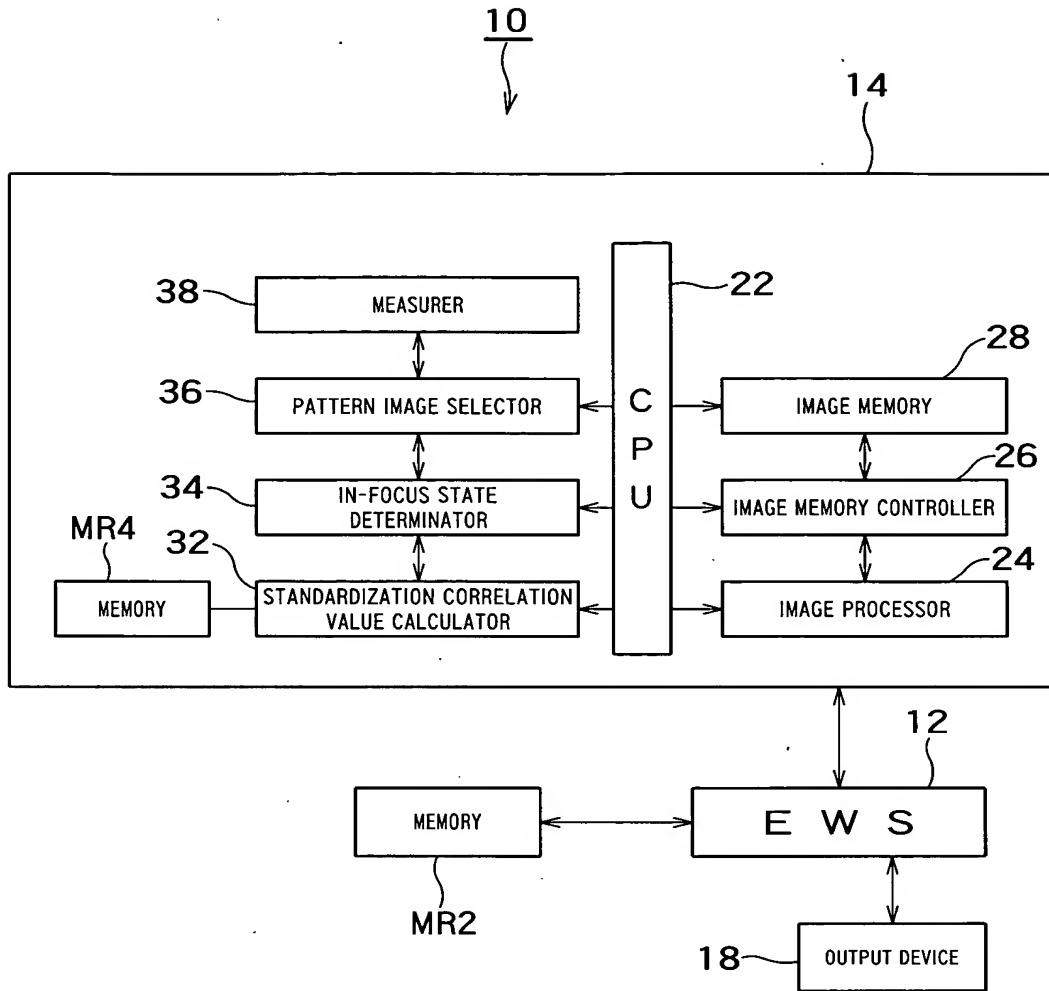 10
14
38
MEASURER
22
28
36
PATTERN IMAGE SELECTOR
C
P
U
IMAGE MEMORY
34
IN-FOCUS STATE
DETERMINATOR
26
IMAGE MEMORY CONTROLLER
MR4
MEMORY
32
STANDARDIZATION CORRELATION
VALUE CALCULATOR
24
IMAGE PROCESSOR
12
MEMORY
MR2
E W S
18
OUTPUT DEVICE